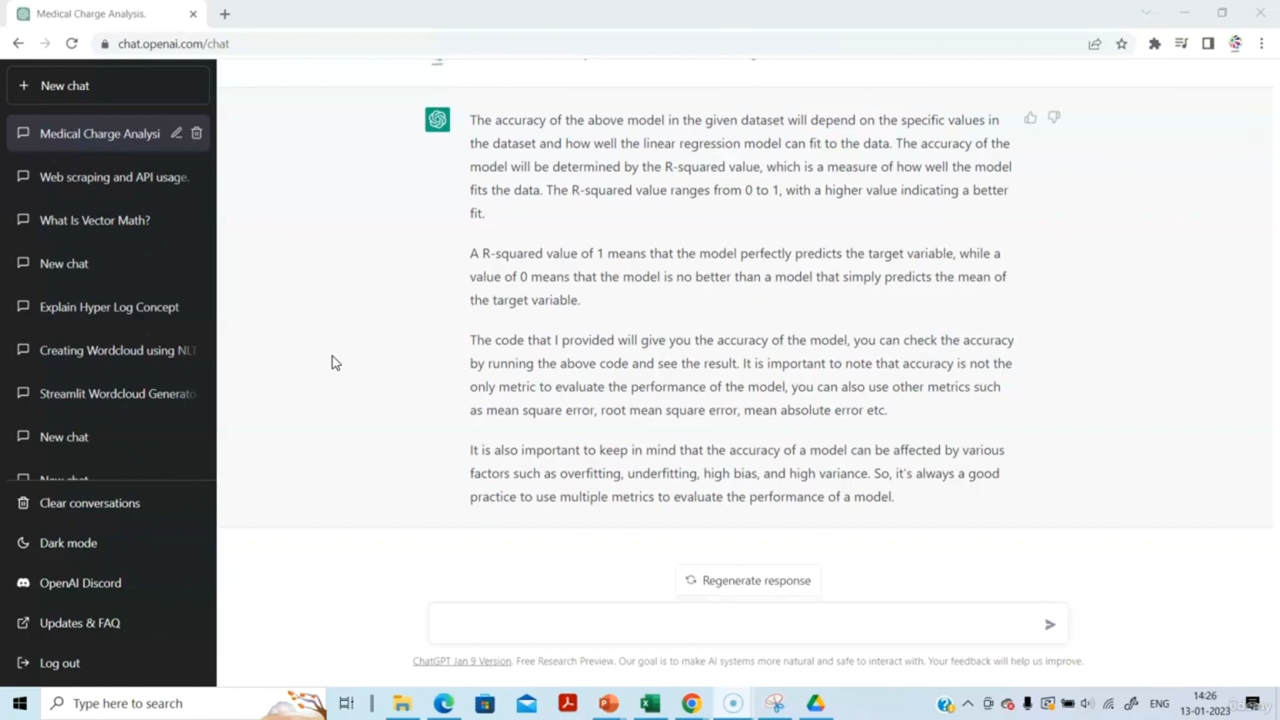 Medical Charge Analysis.
chat.openai.com/chat
New chat
Medical Charge Analysi
Web scraping and API usage.
What Is Vector Math?
New chat
Explain Hyper Log Concept
Creating Wordcloud using NLT
Streamlit Wordcloud Generato
New chat
New chat
Clear conversations
Dark mode
OpenAI Discord
Updates & FAQ
Log out
The accuracy of the above model in the given dataset will depend on the specific values in
the dataset and how well the linear regression model can fit to the data. The accuracy of the
model will be determined by the R-squared value, which is a measure of how well the model
fits the data. The R-squared value ranges from 0 to 1, with a higher value indicating a better
fit.
A R-squared value of 1 means that the model perfectly predicts the target variable, while a
value of 0 means that the model is no better than a model that simply predicts the mean of
the target variable.
The code that I provided will give you the accuracy of the model, you can check the accuracy
by running the above code and see the result. It is important to note that accuracy is not the
only metric to evaluate the performance of the model, you can also use other metrics such
as mean square error, root mean square error, mean absolute error etc.
It is also important to keep in mind that the accuracy of a model can be affected by various
factors such as overfitting, underfitting, high bias, and high variance. So, it's always a good
practice to use multiple metrics to evaluate the performance of a model.
Regenerate response
ChatGPT Jan 9 Version. Free Research Preview. Our goal is to make AI systems more natural and safe to interact with. Your feedback will help us improve.
Type here to search
ENG
14:26
13-01-2023
Udemy